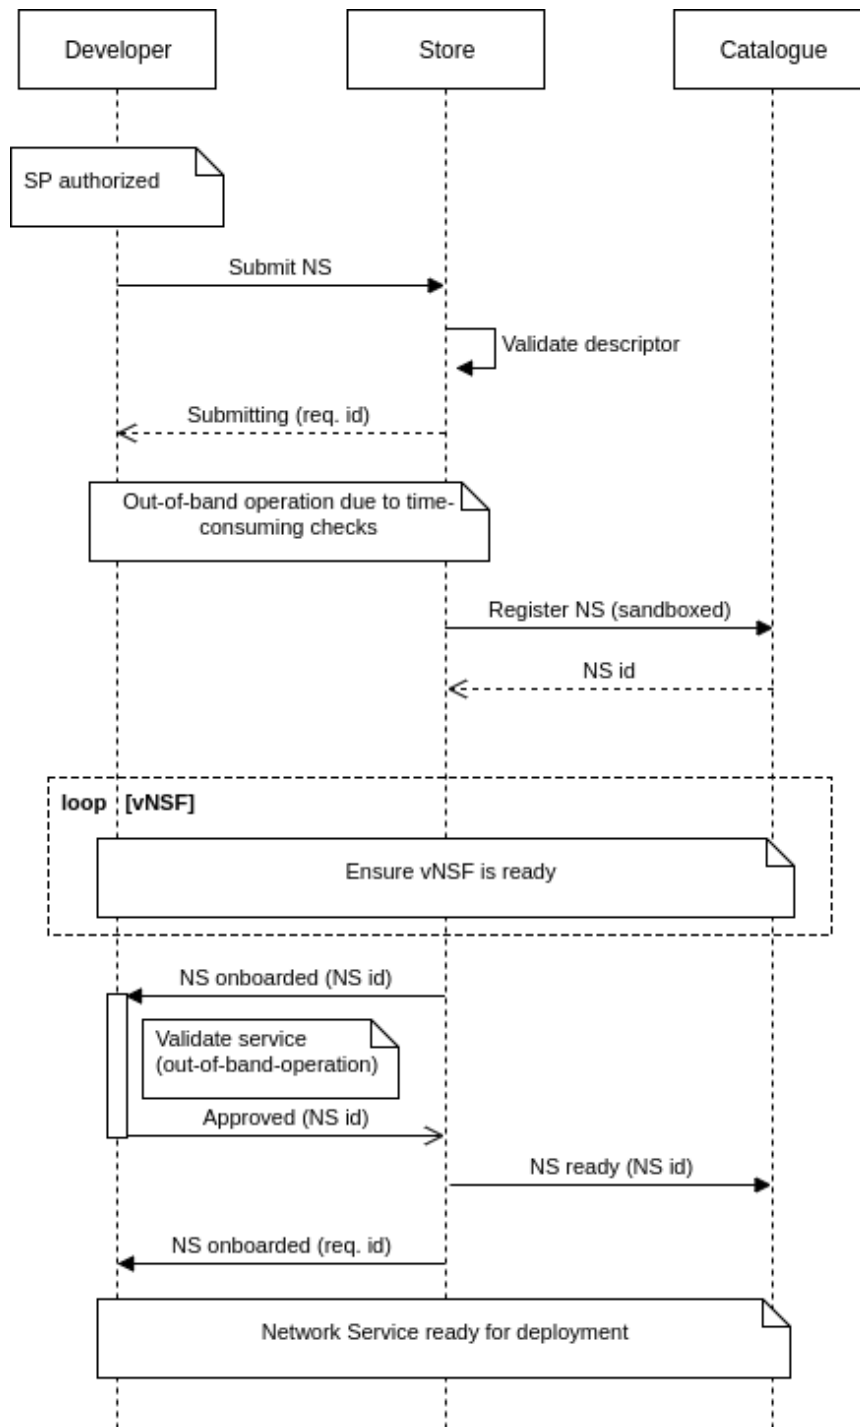 Developer
Store
Catalogue
SP authorized
Submit NS
Validate descriptor
Submitting (req. id)
Out-of-band operation due to time-
consuming checks
Register NS (sandboxed)
NS id
loop [vNSF]
Ensure vNSF is ready
NS onboarded (NS id)
Validate service
(out-of-band-operation)
Approved (NS id)
NS ready (NS id)
NS onboarded (req. id)
Network Service ready for deployment